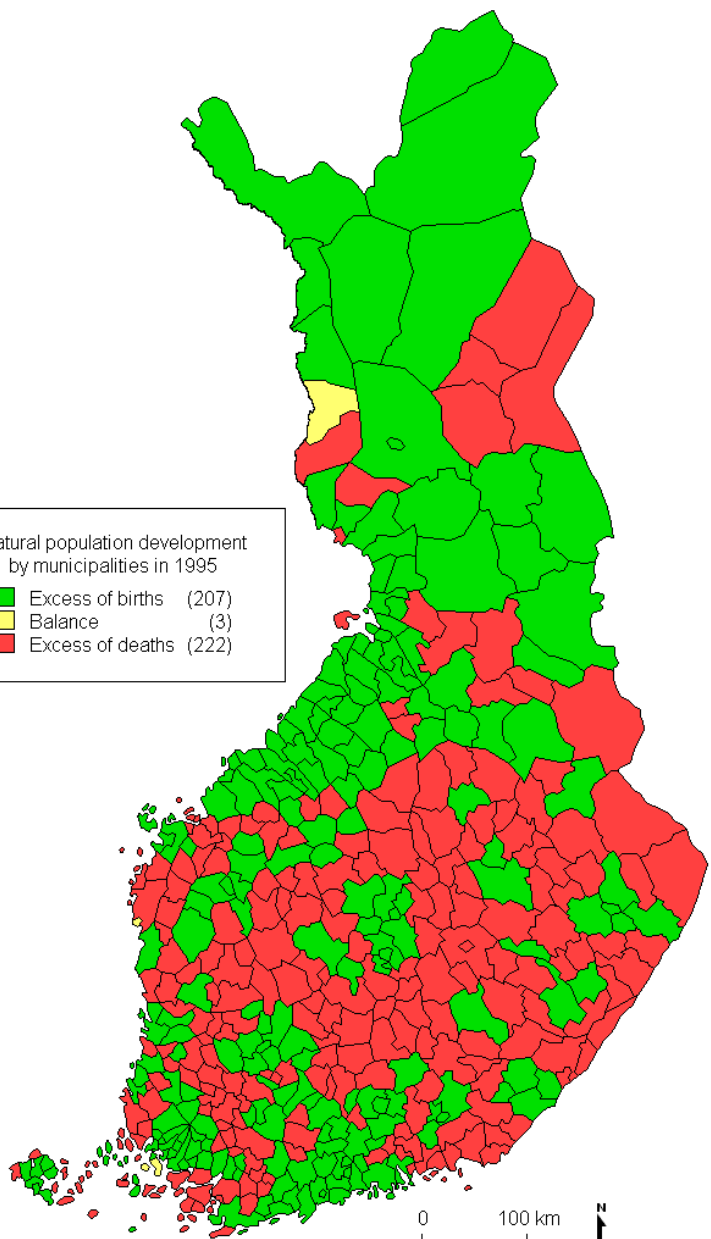 atural population development
by municipalities in 1995
Excess of births (207)
Balance (3)
Excess of deaths (222)
N
0 100 km